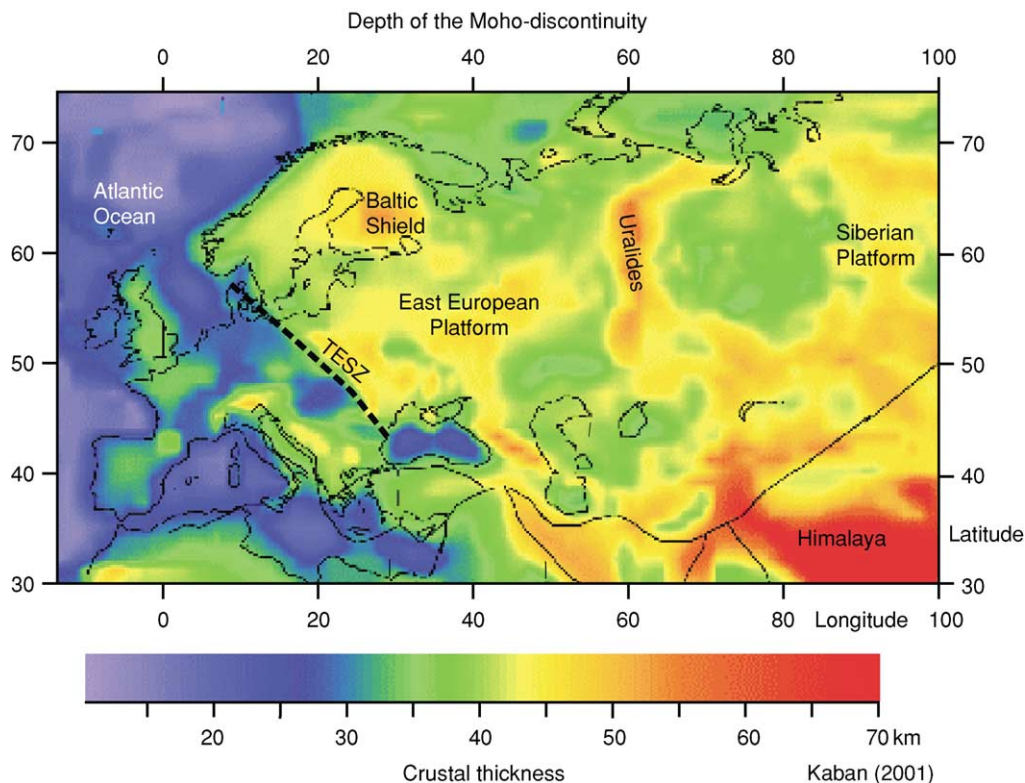 Depth of the Moho-discontinuity
0 20 40 60 80 100
70 70
Atlantic
Ocean
Baltic
Shield
60 60
Uralides
Siberian
Platform
East European
Platform
TESZ
50 50
40 40
Himalaya
Latitude
30 30
0 20 40 60 80 Longitude 100
20 30 40 50 60 70 km
Crustal thickness
Kaban (2001)